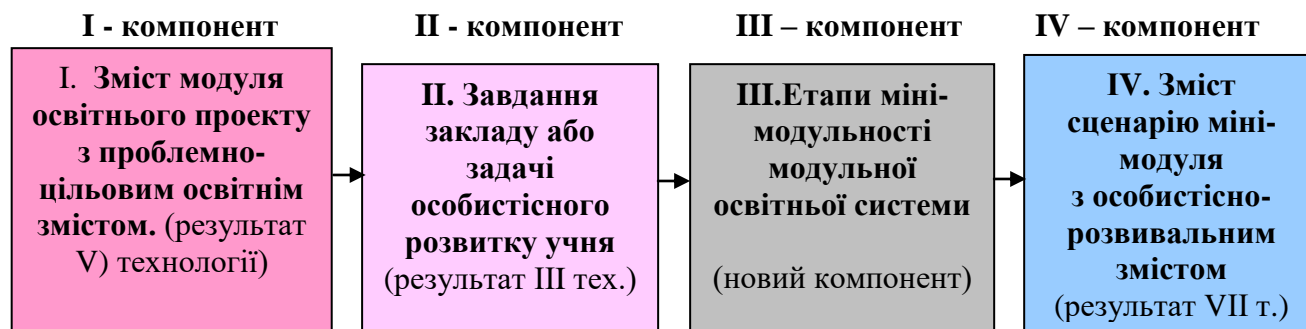 I - компонент
II - компонент
III – компонент
IV – компонент
I. Зміст модуля
освітнього проекту
з проблемно-
цільовим освітнім
змістом. (результат
V) технології)
II. Завдання
закладу або
задачі
особистісного
розвитку учня
(результат III тех.)
III.Етапи міні-
модульності
модульної
освітньої системи
(новий компонент)
IV. Зміст
сценарію міні-
модуля
з особистісно-
розвивальним
змістом
(результат VII т.)